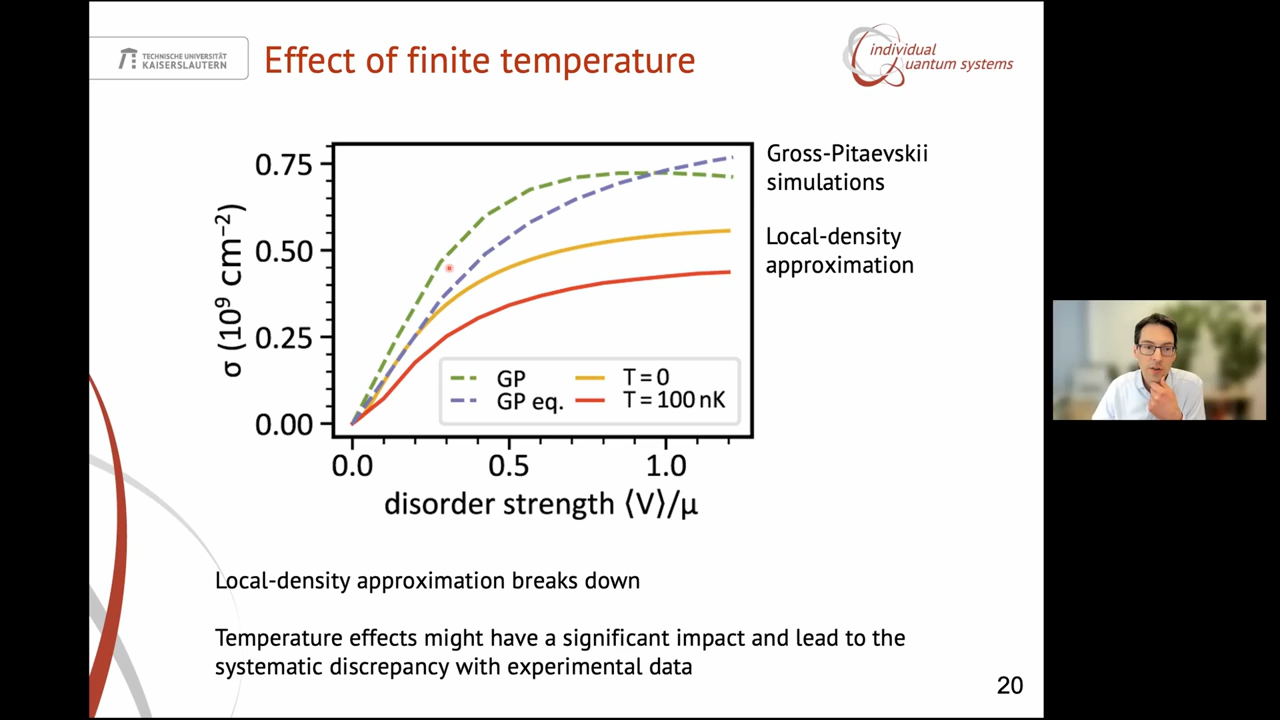 TECHNISCHE UNIVERSITÄT
KAISERSLAUTERN
Effect of finite temperature
individual
uantum systems
Gross-Pitaevskii
simulations
Local-density
approximation
σ (10⁹ cm⁻²)
0.75
0.50
0.25
0.00
GP
GP eq.
T = 0
T = 100 nK
0.0
0.5
1.0
disorder strength ⟨V⟩/μ
Local-density approximation breaks down
Temperature effects might have a significant impact and lead to the
systematic discrepancy with experimental data
20